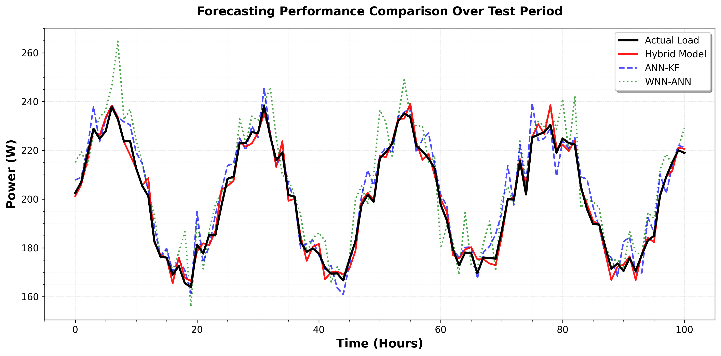 Forecasting Performance Comparison Over Test Period
Actual Load
Hybrid Model
ANN-KF
WNN-ANN
Power (W)
260
240
220
200
180
160
0
20
40
60
80
100
Time (Hours)